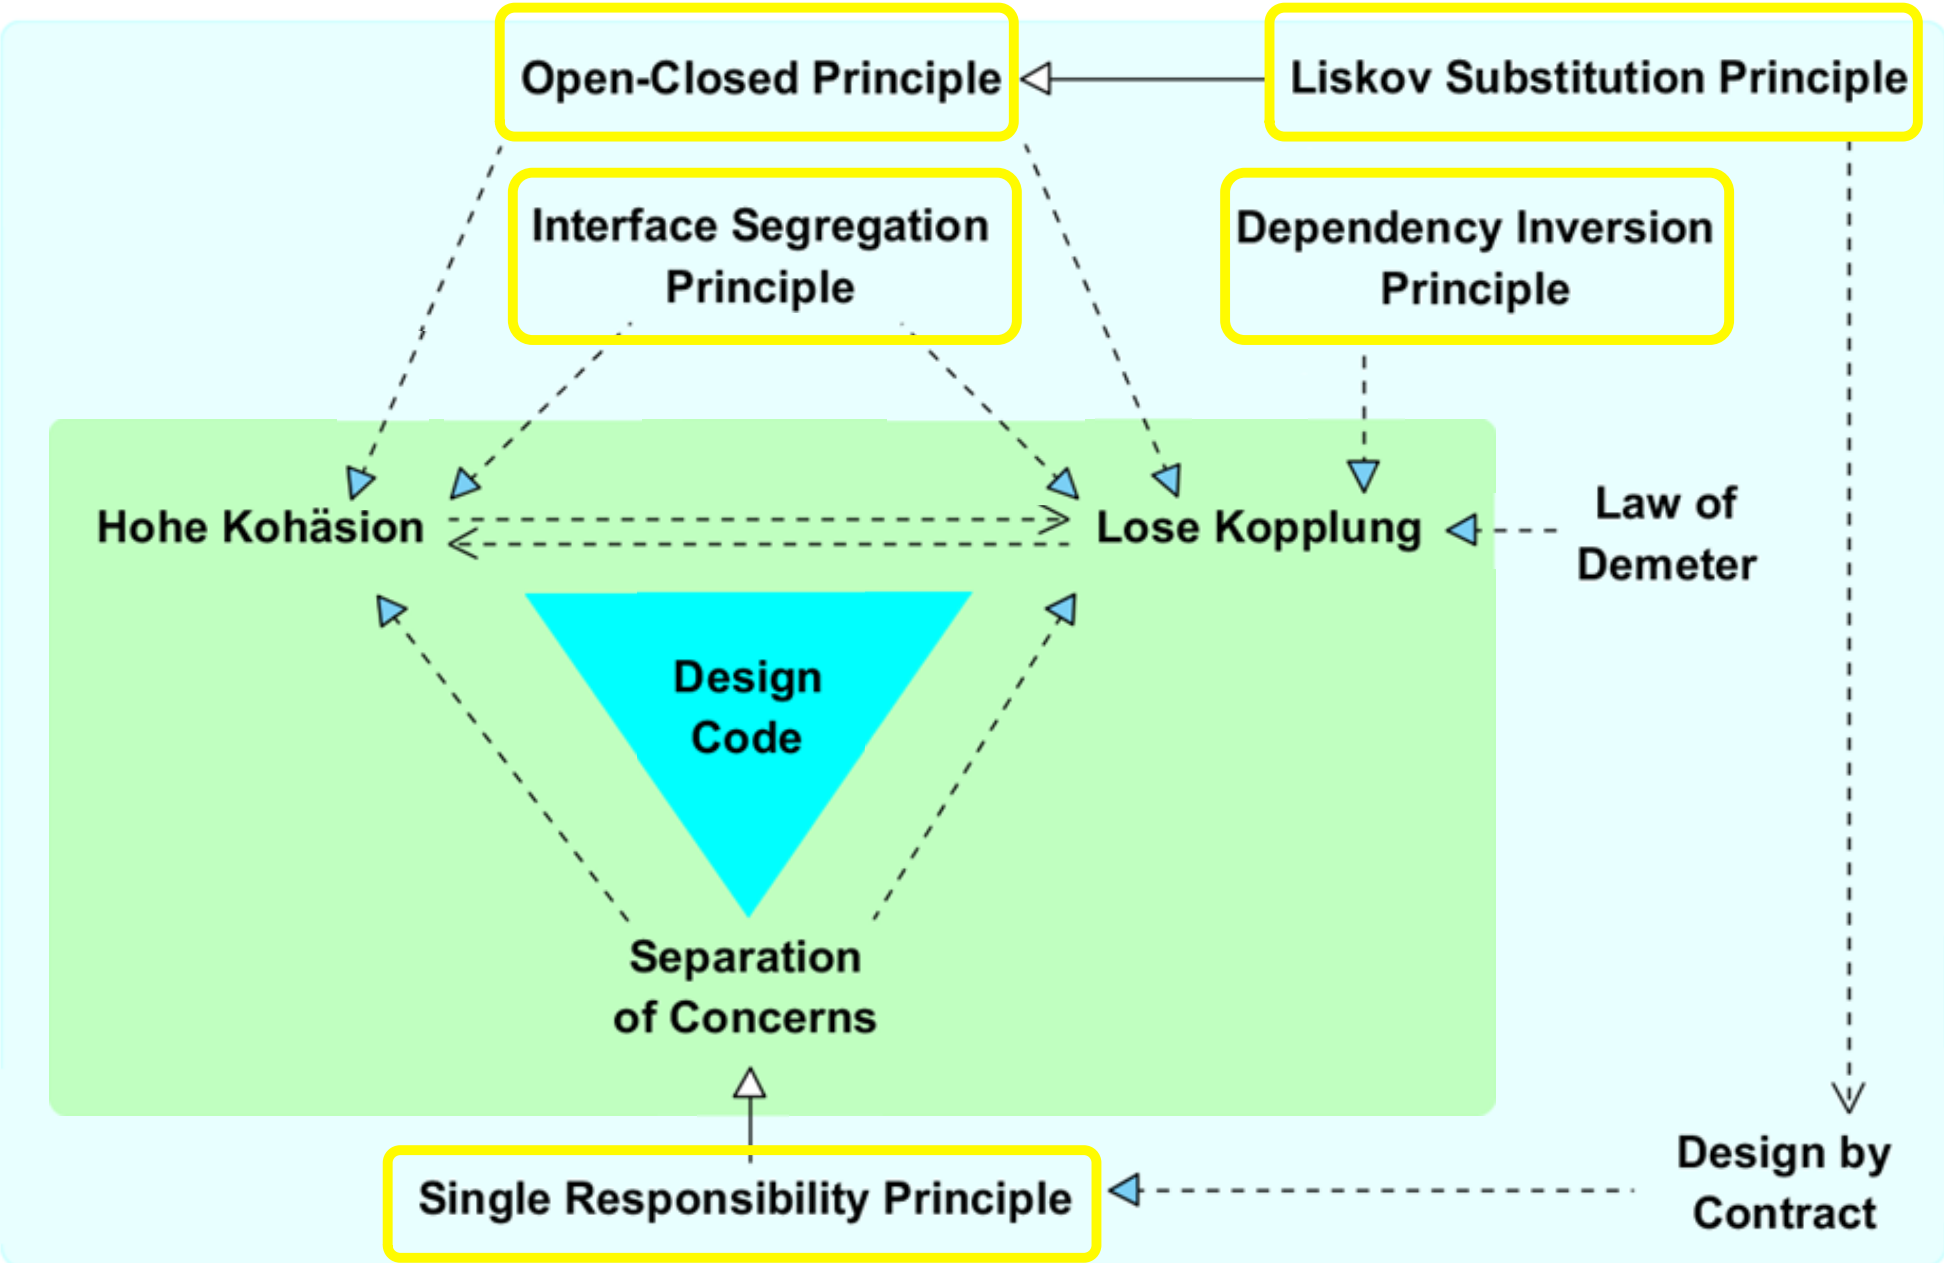 Open-Closed Principle
Liskov Substitution Principle
Interface Segregation
Principle
Dependency Inversion
Principle
Hohe Kohäsion
Lose Kopplung
Law of
Demeter
Design
Code
Separation
of Concerns
Single Responsibility Principle
Design by
Contract